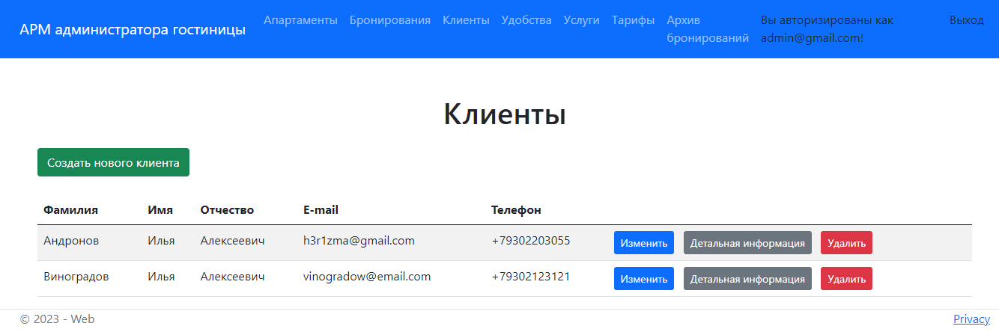 АРМ администратора гостиницы Апартаменты Бронирования Клиенты Удобства Услуги Тарифы Архив бронирований Вы авторизированы как admin@gmail.com! Выход
Клиенты
Создать нового клиента
Фамилия Имя Отчество E-mail Телефон
Андронов Илья Алексеевич h3r1zma@gmail.com +79302203055 Изменить Детальная информация Удалить
Виноградов Илья Алексеевич vinogradow@email.com +79302123121 Изменить Детальная информация Удалить
© 2023 - Web Privacy